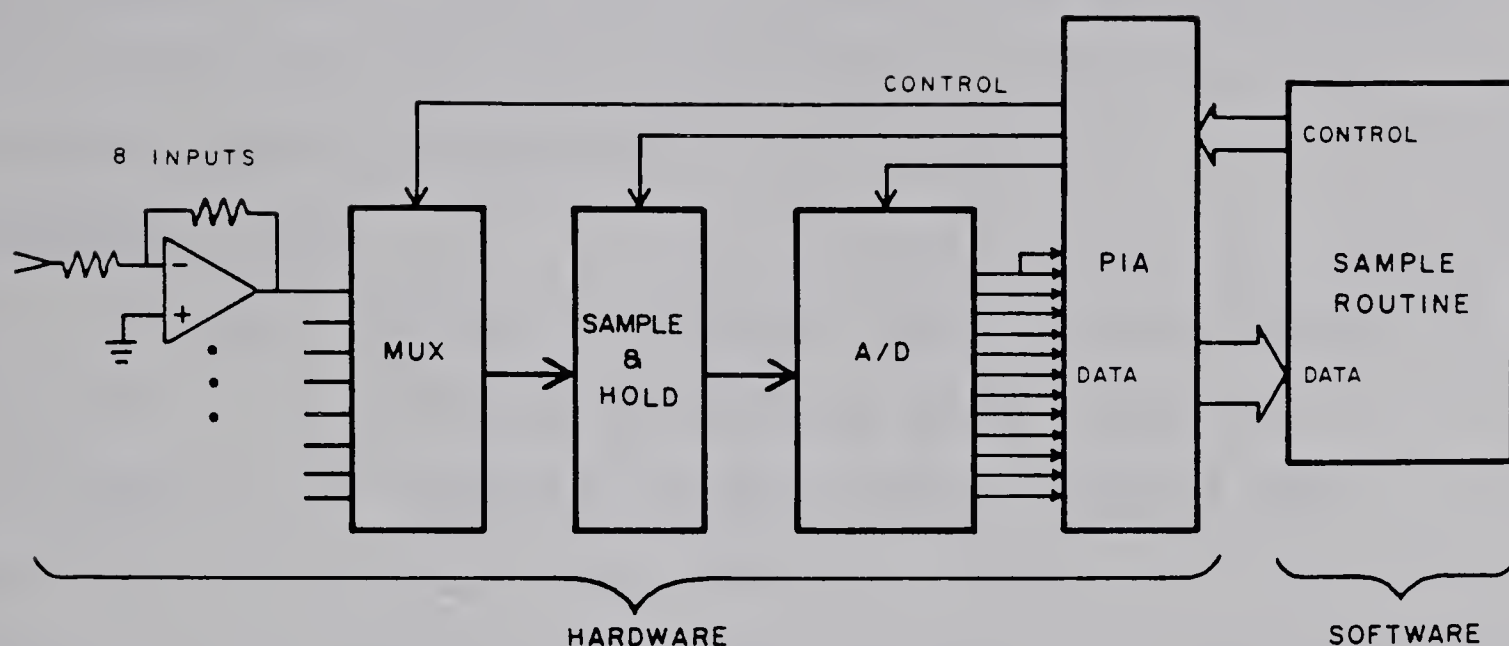 CONTROL
8 INPUTS
CONTROL
-
+
MUX
SAMPLE
&
HOLD
A/D
PIA
DATA
SAMPLE
ROUTINE
DATA
HARDWARE
SOFTWARE